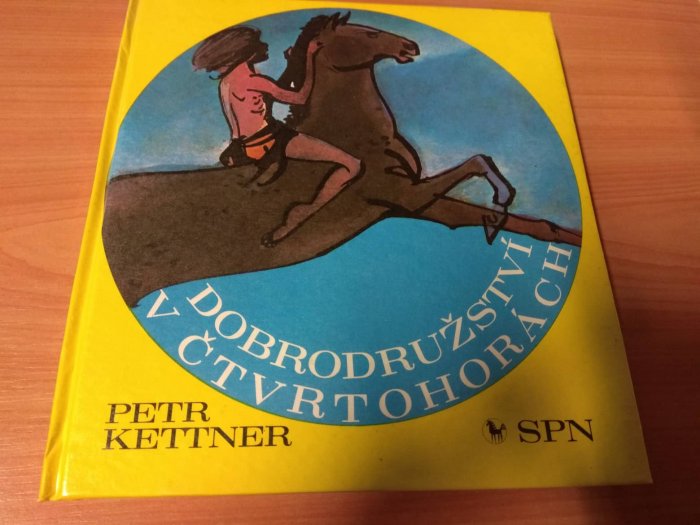 DOBRODRUŽSTVÍ
V ČTVRTOHORÁCH
PETR
KETTNER
SPN